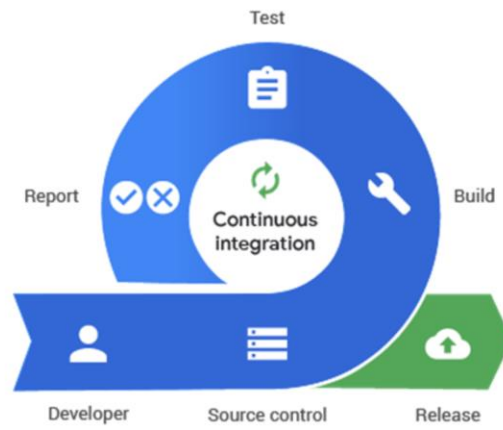 Test
Report
Continuous
integration
Build
Developer
Source control
Release